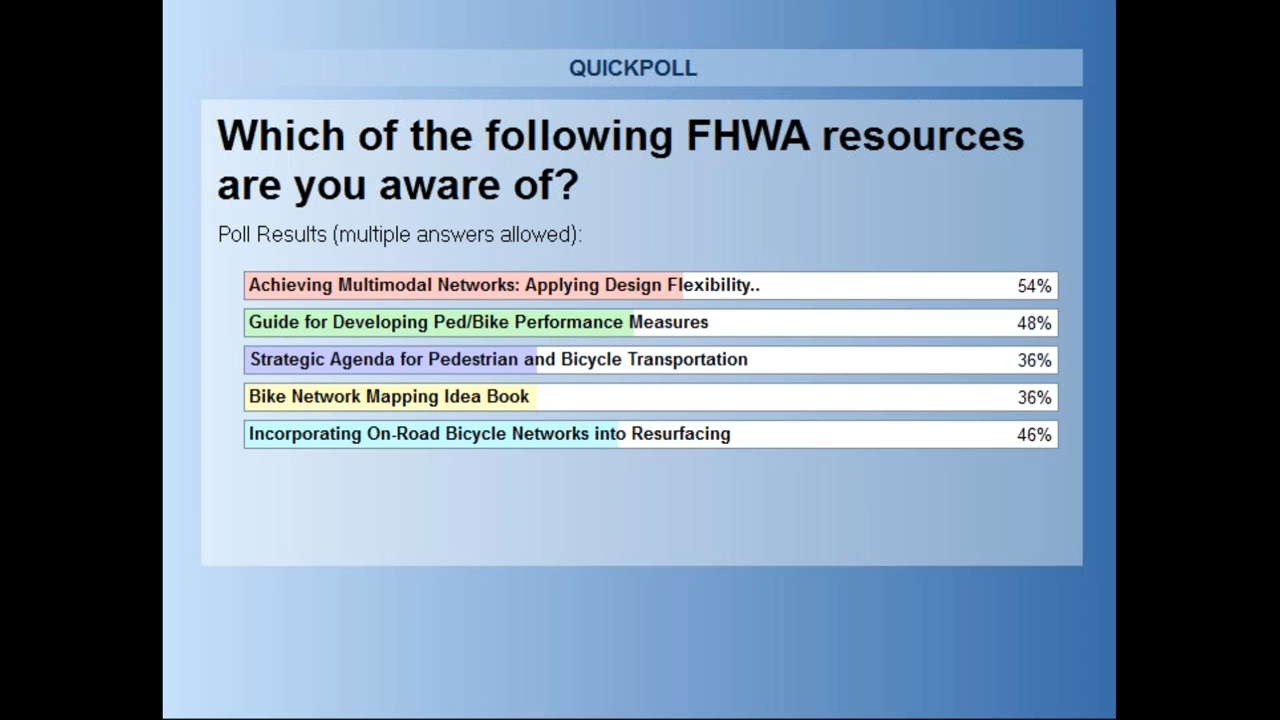 QUICKPOLL
Which of the following FHWA resources
are you aware of?
Poll Results (multiple answers allowed):
Achieving Multimodal Networks: Applying Design Flexibility.. 54%
Guide for Developing Ped/Bike Performance Measures 48%
Strategic Agenda for Pedestrian and Bicycle Transportation 36%
Bike Network Mapping Idea Book 36%
Incorporating On-Road Bicycle Networks into Resurfacing 46%